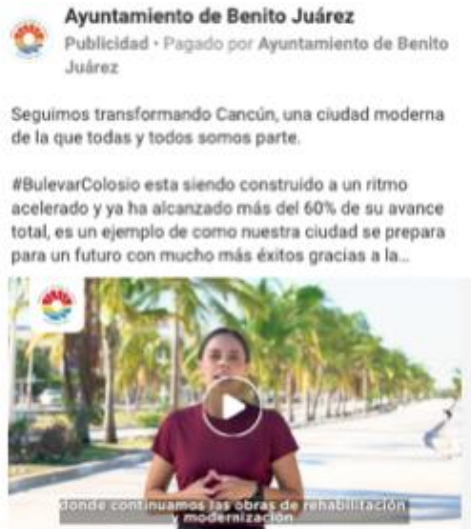 Ayuntamiento de Benito Juárez
Publicidad · Pagado por Ayuntamiento de Benito
Juárez
Seguimos transformando Cancún, una ciudad moderna
de la que todas y todos somos parte.
#BulevarColosio esta siendo construido a un ritmo
acelerado y ya ha alcanzado más del 60% de su avance
total, es un ejemplo de como nuestra ciudad se prepara
para un futuro con mucho más éxitos gracias a la...
donde continuamos las obras de rehabilitación
y modernización